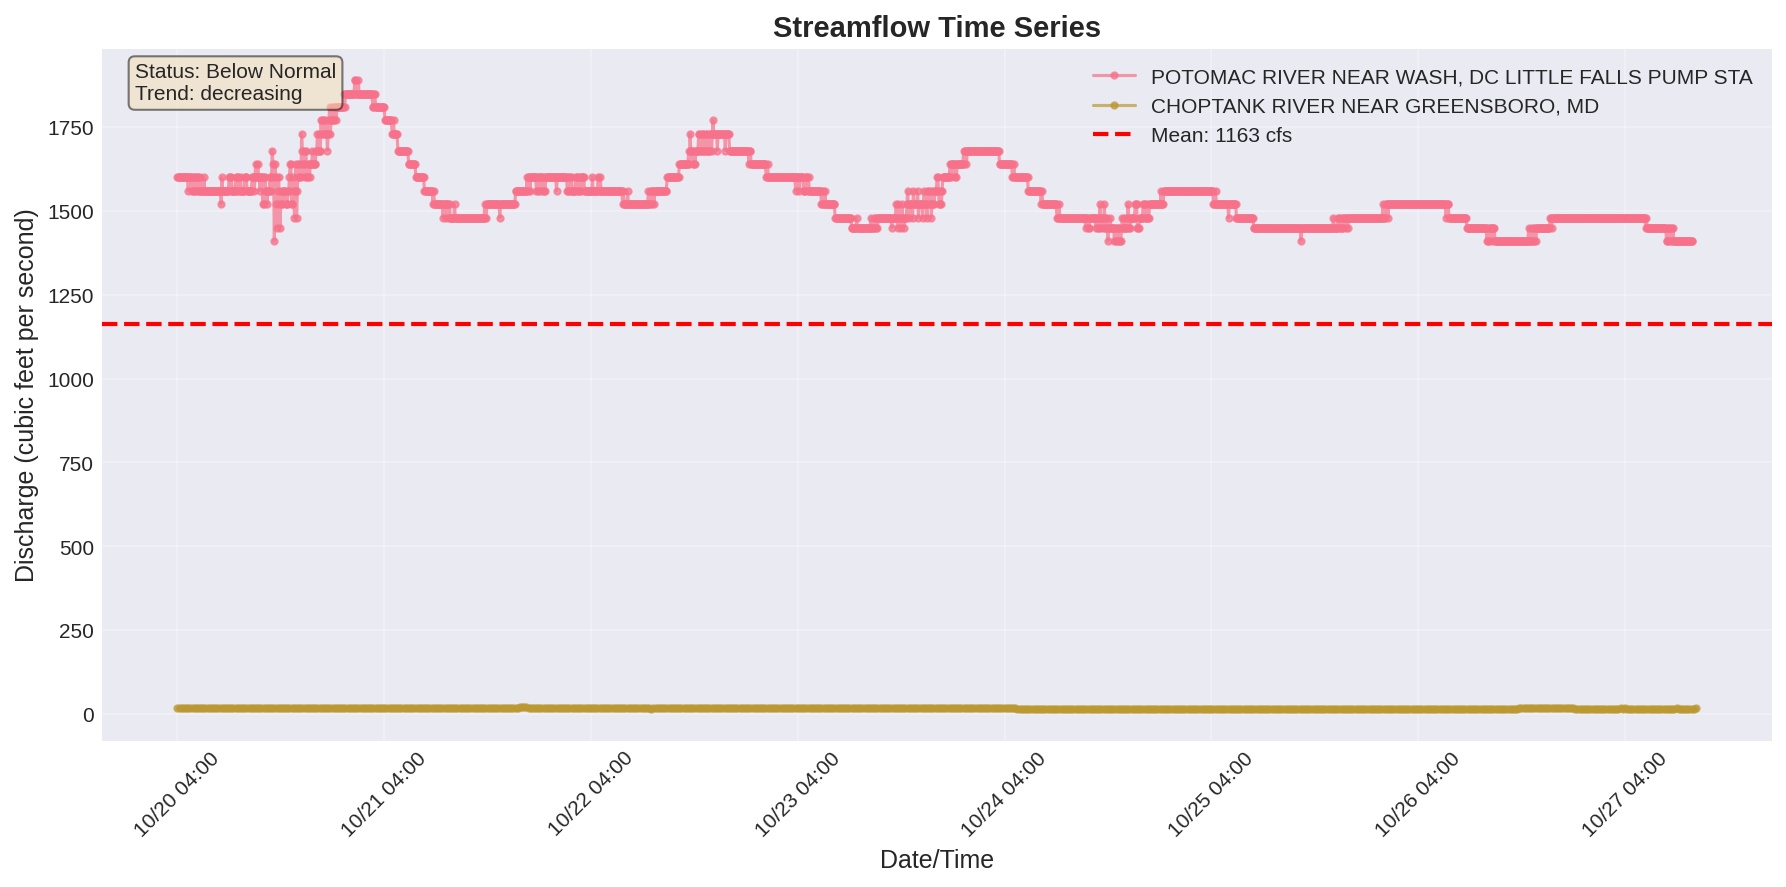 Streamflow Time Series
Status: Below Normal
Trend: decreasing
POTOMAC RIVER NEAR WASH, DC LITTLE FALLS PUMP STA
CHOPTANK RIVER NEAR GREENSBORO, MD
Mean: 1163 cfs
Discharge (cubic feet per second)
1750
1500
1250
1000
750
500
250
0
10/20 04:00
10/21 04:00
10/22 04:00
10/23 04:00
10/24 04:00
10/25 04:00
10/26 04:00
10/27 04:00
Date/Time